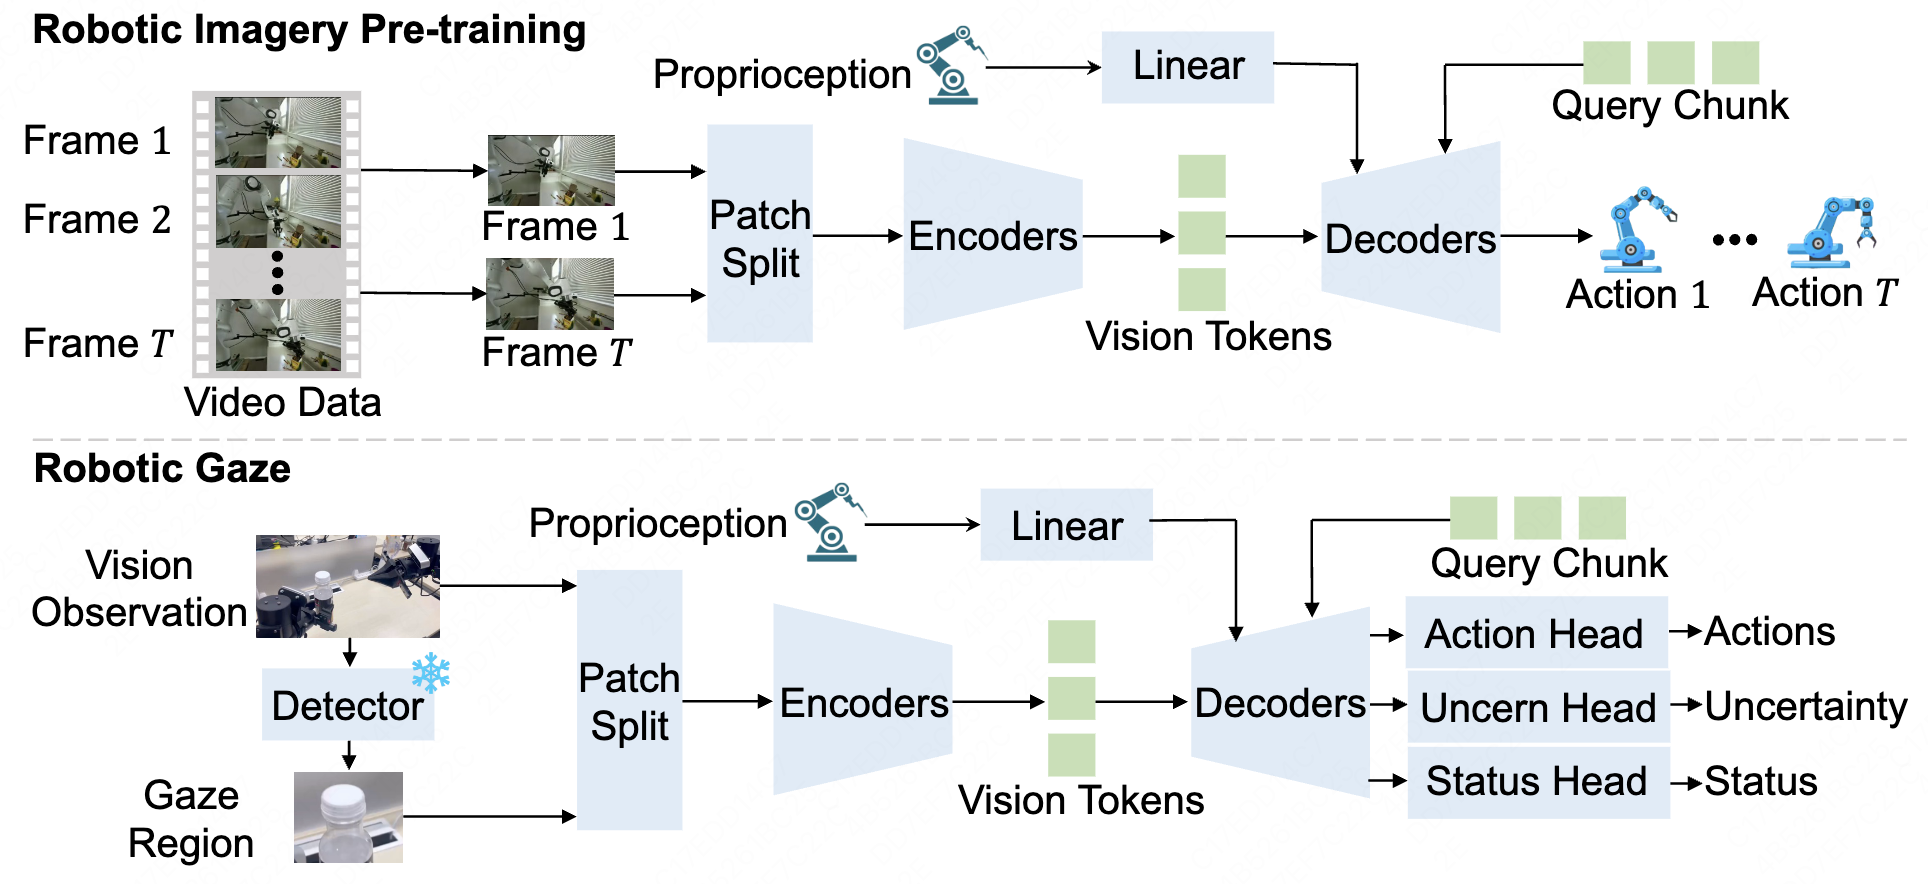 Robotic Imagery Pre-training
Proprioception
Linear
Query Chunk
Frame 1
Frame 2
Frame T
Video Data
Frame 1
Frame T
Patch
Split
Encoders
Vision Tokens
Decoders
Action 1
Action T
Robotic Gaze
Proprioception
Linear
Query Chunk
Vision
Observation
Detector
Gaze
Region
Patch
Split
Encoders
Vision Tokens
Decoders
Action Head
Actions
Uncern Head
Uncertainty
Status Head
Status